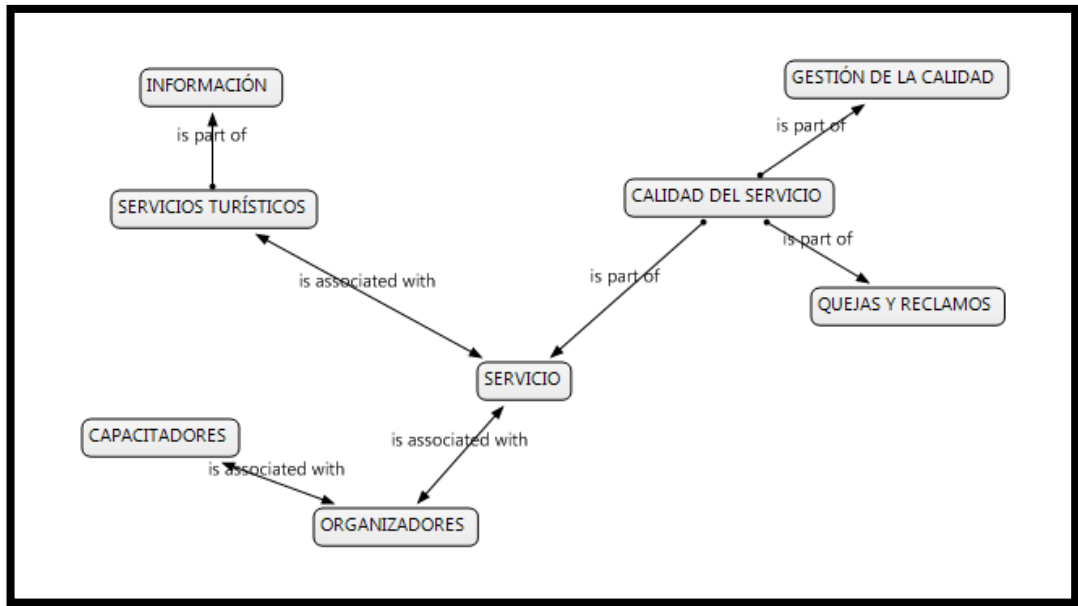 INFORMACIÓN
GESTIÓN DE LA CALIDAD
is part of
is part of
SERVICIOS TURÍSTICOS
CALIDAD DEL SERVICIO
is part of
is associated with
is part of
QUEJAS Y RECLAMOS
SERVICIO
CAPACITADORES
is associated with
is associated with
ORGANIZADORES